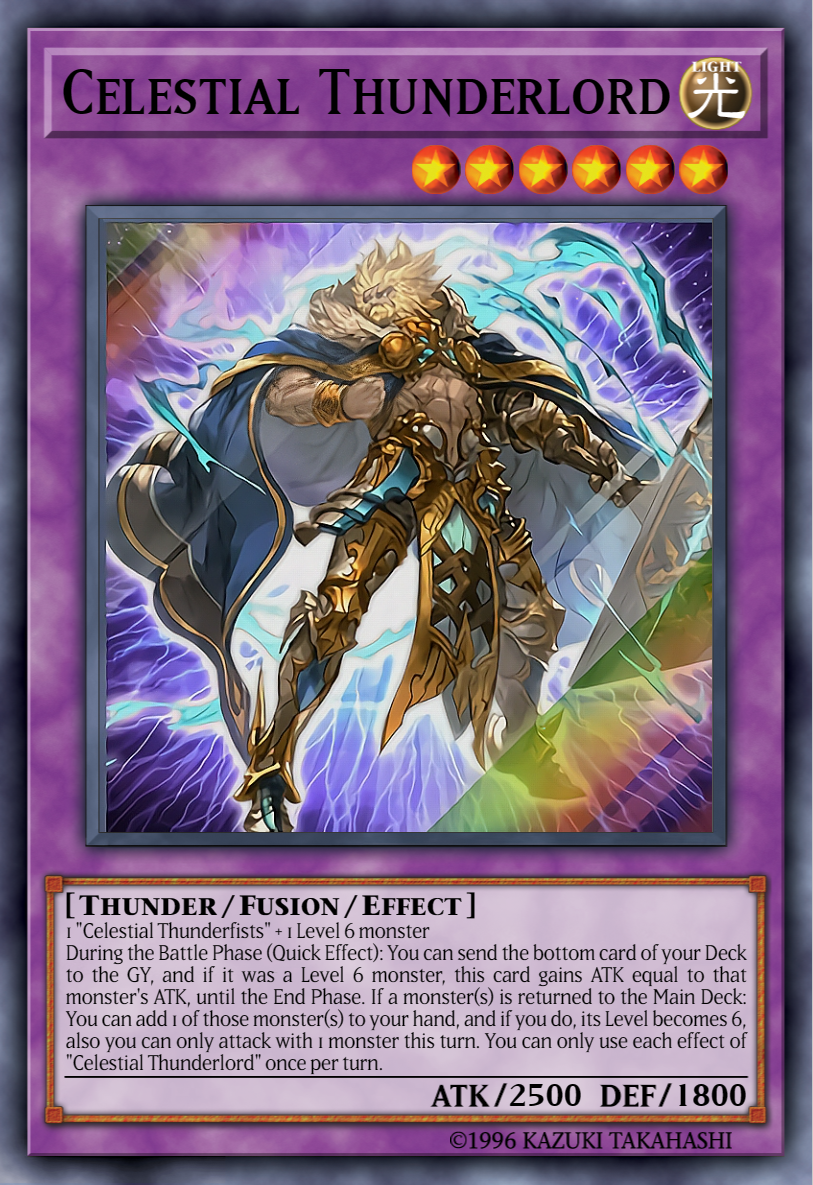 Celestial Thunderlord
LIGHT
光
[Thunder/Fusion/Effect]
1 "Celestial Thunderfists" + 1 Level 6 monster
During the Battle Phase (Quick Effect): You can send the bottom card of your Deck
to the GY, and if it was a Level 6 monster, this card gains ATK equal to that
monster's ATK, until the End Phase. If a monster(s) is returned to the Main Deck:
You can add 1 of those monster(s) to your hand, and if you do, its Level becomes 6,
also you can only attack with 1 monster this turn. You can only use each effect of
"Celestial Thunderlord" once per turn.
ATK/2500 DEF/1800
©1996 KAZUKI TAKAHASHI